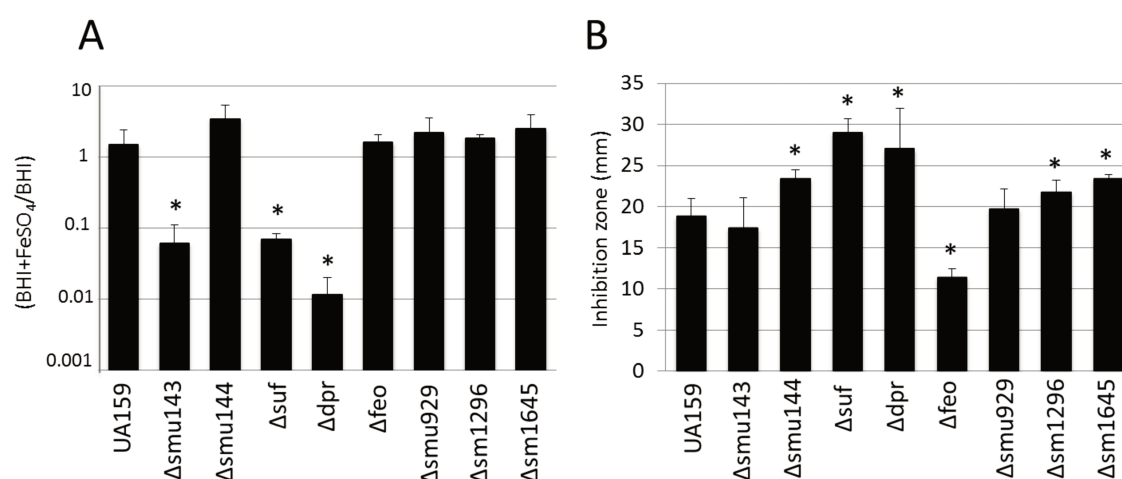 A
(BHI+FeSO₄/BHI)
10
1
0.1
0.01
0.001
*
*
*
UA159
Δsmu143
Δsmu144
Δsuf
Δdpr
Δfeo
Δsmu929
Δsm1296
Δsm1645
B
Inhibition zone (mm)
35
30
25
20
15
10
5
0
*
*
*
*
*
*
UA159
Δsmu143
Δsmu144
Δsuf
Δdpr
Δfeo
Δsmu929
Δsm1296
Δsm1645